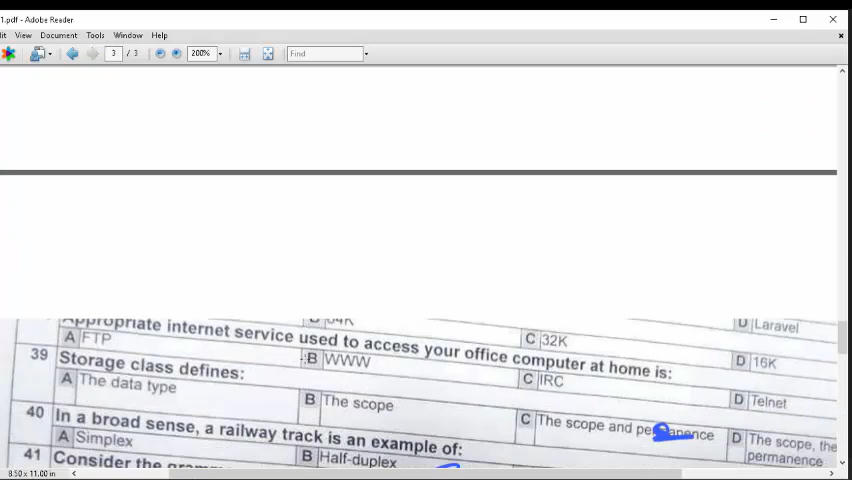 1.pdf - Adobe Reader
lit View Document Tools Window Help
3 / 3 200% Find
B 64K D Laravel
Appropriate internet service used to access your office computer at home is:
C 32K D 16K
A FTP B WWW C IRC D Telnet
39 Storage class defines:
A The data type B The scope C The scope and permanence D The scope, the
permanence
40 In a broad sense, a railway track is an example of:
A Simplex B Half-duplex
41 Consider the
8.50 x 11.00 in